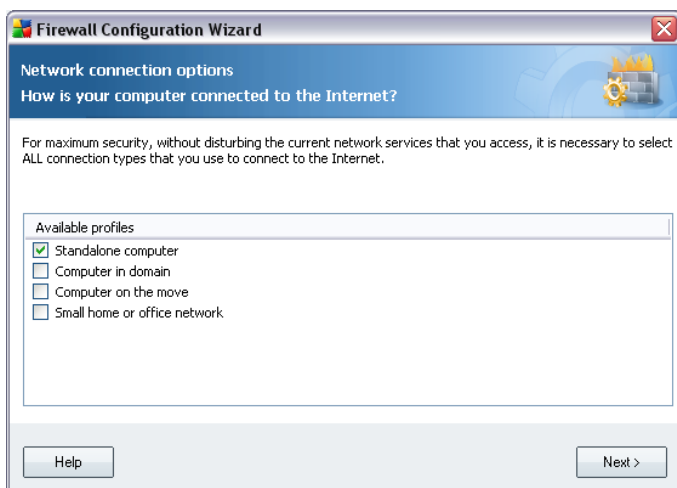 Firewall Configuration Wizard
Network connection options
How is your computer connected to the Internet?
For maximum security, without disturbing the current network services that you access, it is necessary to select
ALL connection types that you use to connect to the Internet.
Available profiles
Standalone computer
Computer in domain
Computer on the move
Small home or office network
Help
Next >